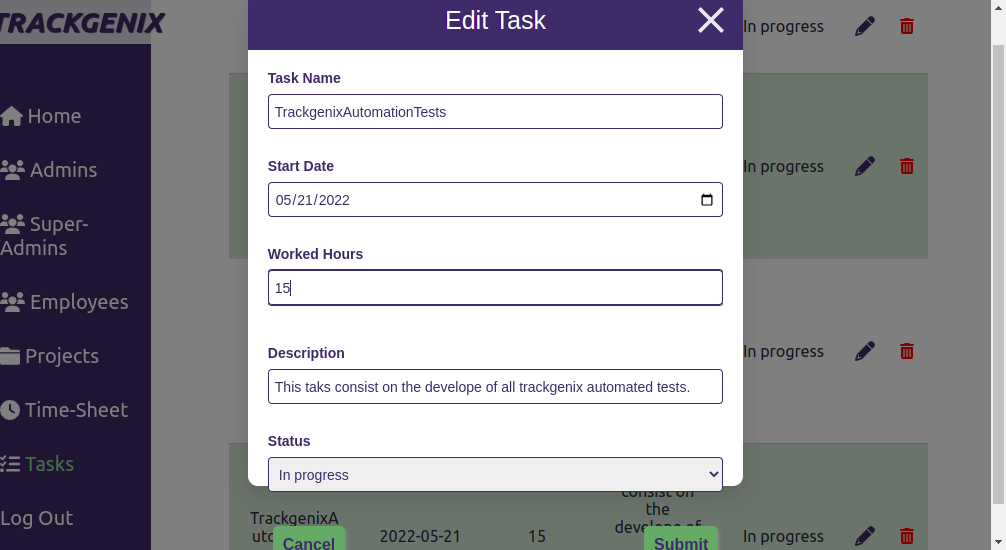 TRACKGENIX
Home
Admins
Super-
Admins
Employees
Projects
Time-Sheet
Tasks
Log Out
Edit Task
Task Name
TrackgenixAutomationTests
Start Date
05/21/2022
Worked Hours
15
Description
This taks consist on the develope of all trackgenix automated tests.
Status
In progress
Cancel
Submit
In progress
In progress
In progress
TrackgenixA
2022-05-21
15
consist on
the
develope of
In progress